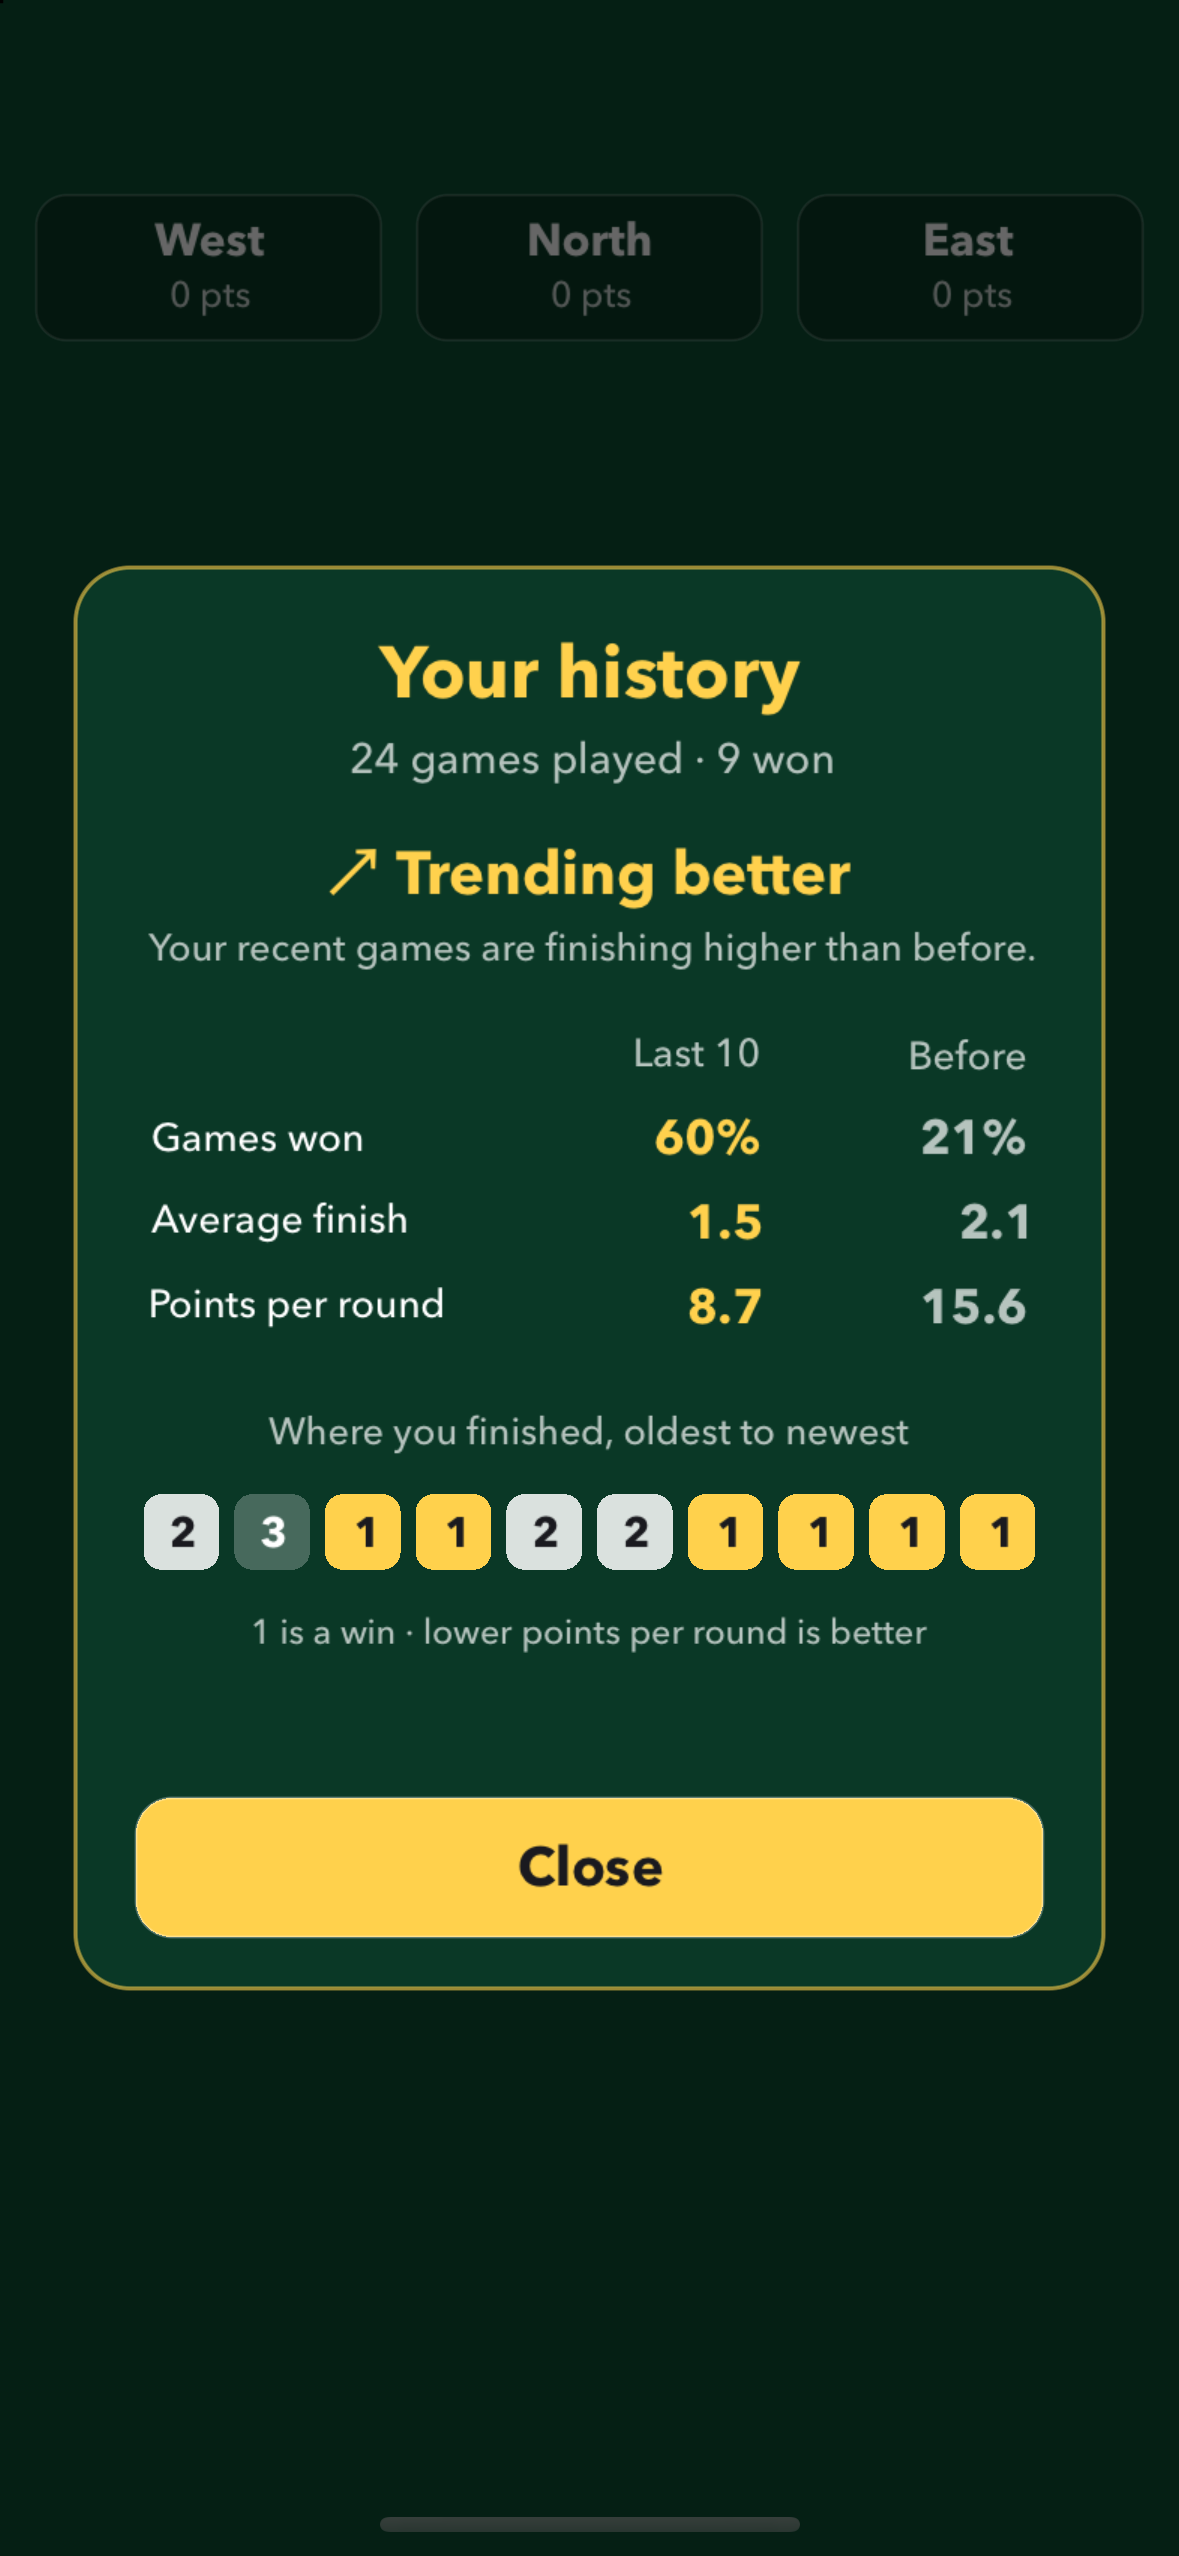 West North East
0 pts 0 pts 0 pts
Your history
24 games played · 9 won
↗ Trending better
Your recent games are finishing higher than before.
Last 10 Before
Games won 60% 21%
Average finish 1.5 2.1
Points per round 8.7 15.6
Where you finished, oldest to newest
2 3 1 1 2 2 1 1 1 1
1 is a win · lower points per round is better
Close